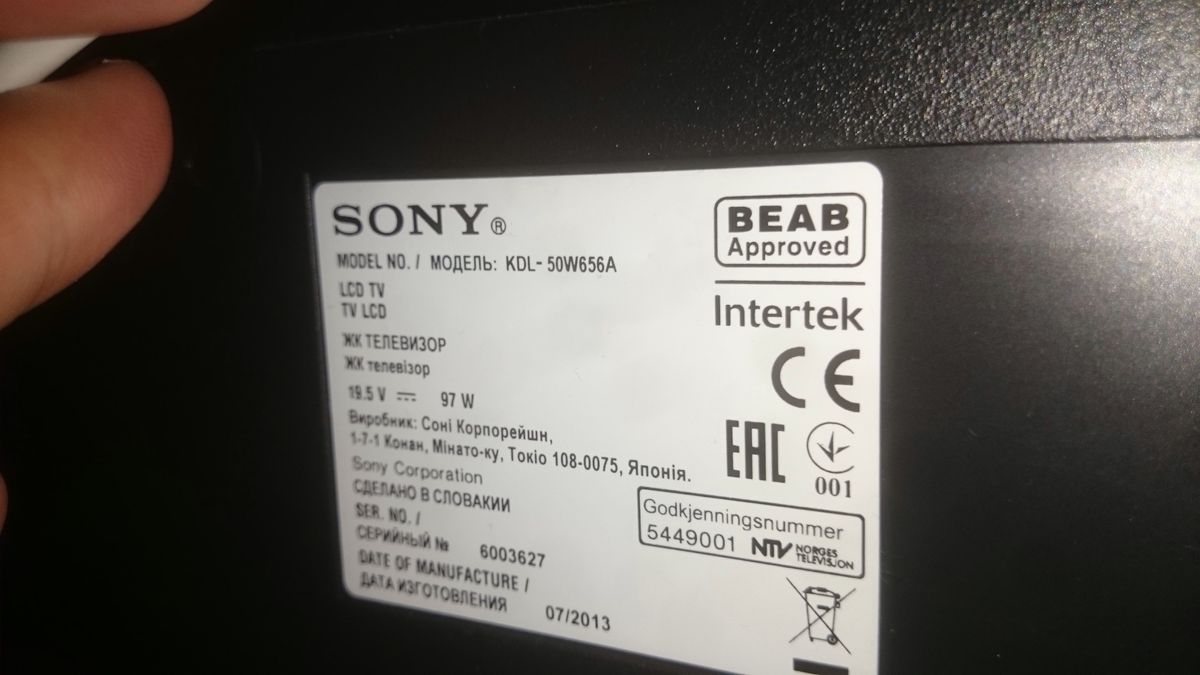 SONY®
MODEL NO. / МОДЕЛЬ: KDL- 50W656A
LCD TV
TV LCD
ЖК ТЕЛЕВИЗОР
ЖК телевізор
19.5 V ⎓ 97 W
Виробник: Соні Корпорейшн,
1-7-1 Конан, Мінато-ку, Токіо 108-0075, Японія.
Sony Corporation
СДЕЛАНО В СЛОВАКИИ
SER. NO. /
СЕРИЙНЫЙ № 6003627
DATE OF MANUFACTURE /
ДАТА ИЗГОТОВЛЕНИЯ 07/2013
BEAB
Approved
Intertek
CE
EAC
001
Godkjenningsnummer
5449001 NTV NORGES
TELEVISJON